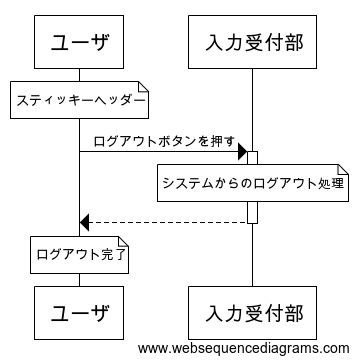 ユーザ
入力受付部
スティッキーヘッダー
ログアウトボタンを押す
システムからのログアウト処理
ログアウト完了
ユーザ
入力受付部
www.websequencediagrams.com